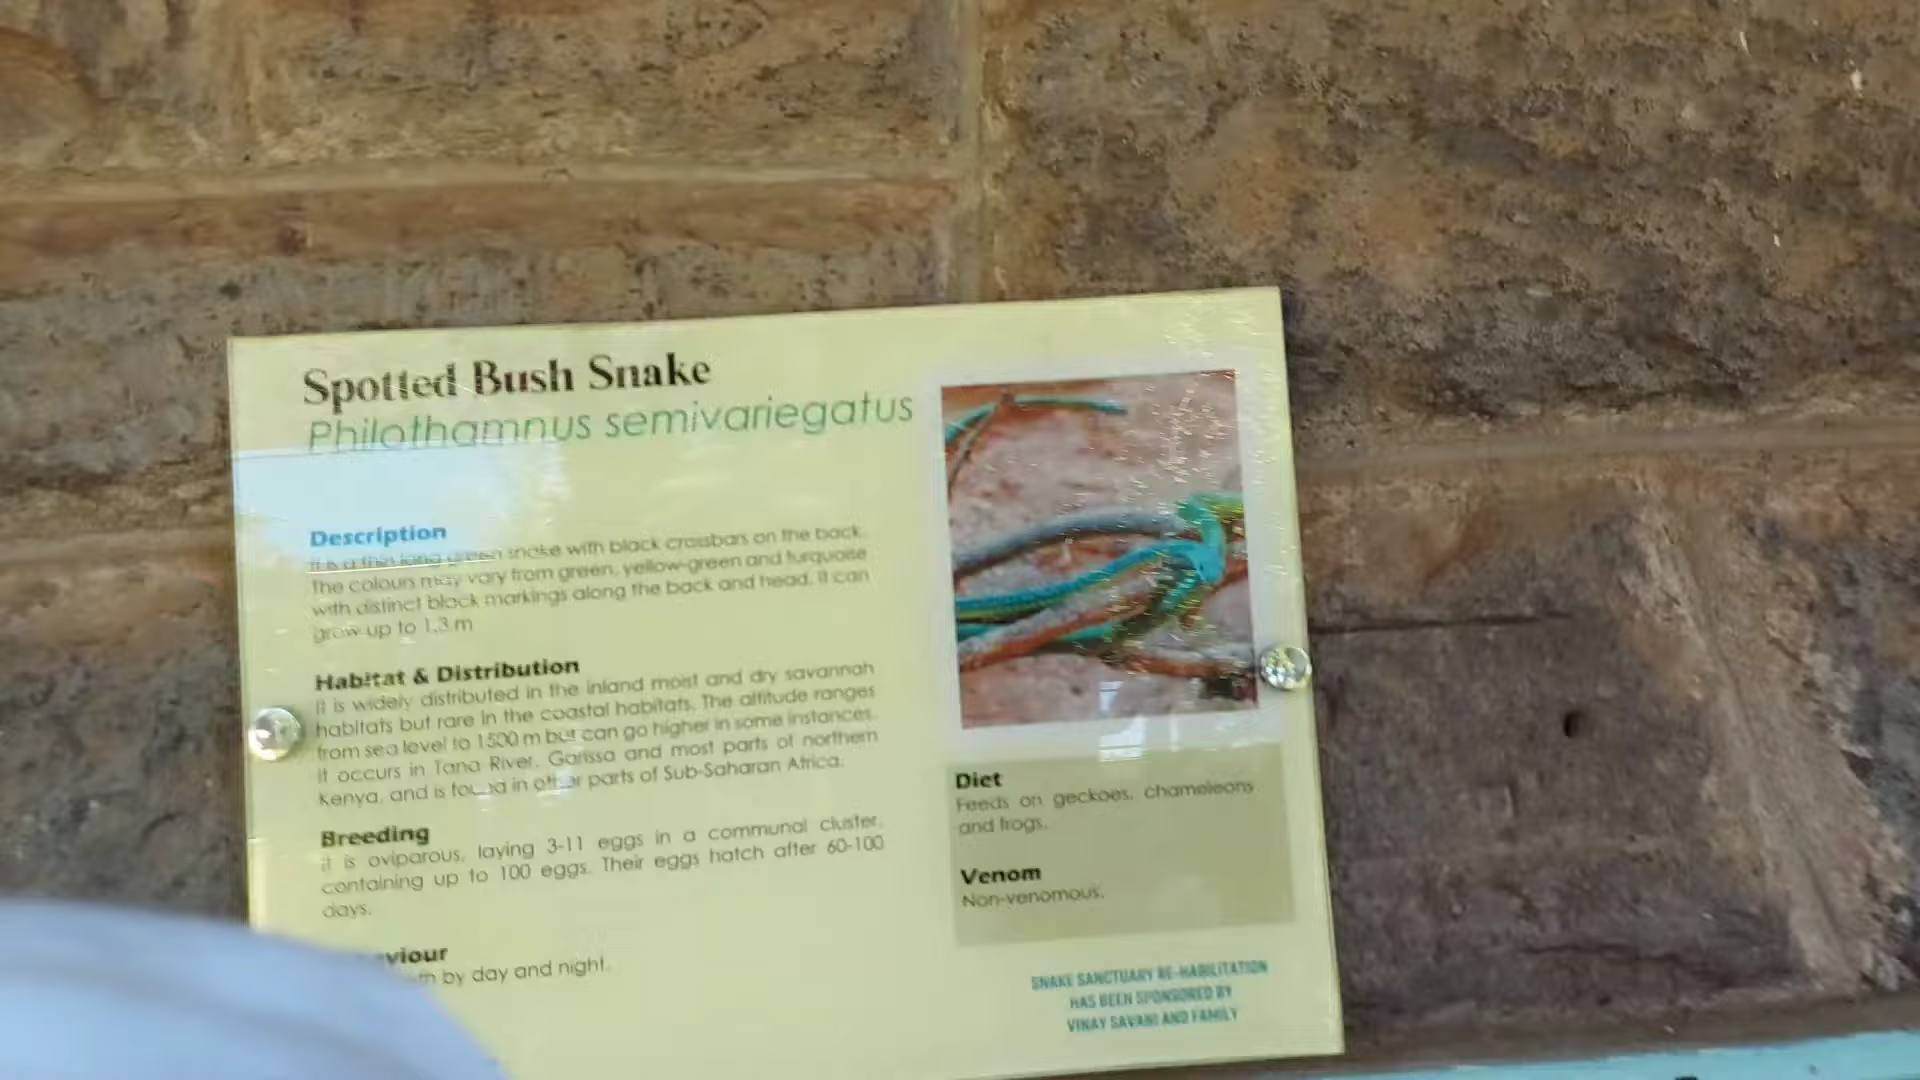 Spotted Bush Snake
Philothamnus semivariegatus
Description
It is a thin long green snake with black crossbars on the back.
The colours may vary from green, yellow-green and turquoise
with distinct black markings along the back and head. It can
grow up to 1.3 m
Habitat & Distribution
It is widely distributed in the inland moist and dry savannah
habitats but rare in the coastal habitats. The altitude ranges
from sea level to 1500 m but can go higher in some instances.
It occurs in Tana River, Garissa and most parts of northern
Kenya, and is found in other parts of Sub-Saharan Africa.
Breeding
It is oviparous, laying 3-11 eggs in a communal cluster,
containing up to 100 eggs. Their eggs hatch after 60-100
days.
viour
by day and night.
Diet
Feeds on geckoes, chameleons
and frogs.
Venom
Non-venomous.
SNAKE SANCTUARY RE-HABILITATION
HAS BEEN SPONSORED BY
VINAY SAVANI AND FAMILY